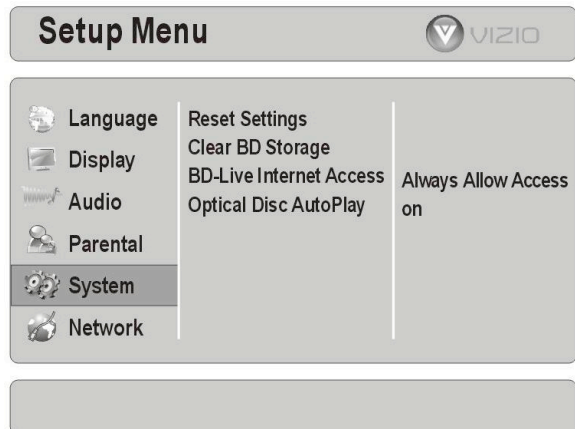 Setup Menu
VIZIO
Language
Display
Audio
Parental
System
Network
Reset Settings
Clear BD Storage
BD-Live Internet Access
Optical Disc AutoPlay
Always Allow Access
on